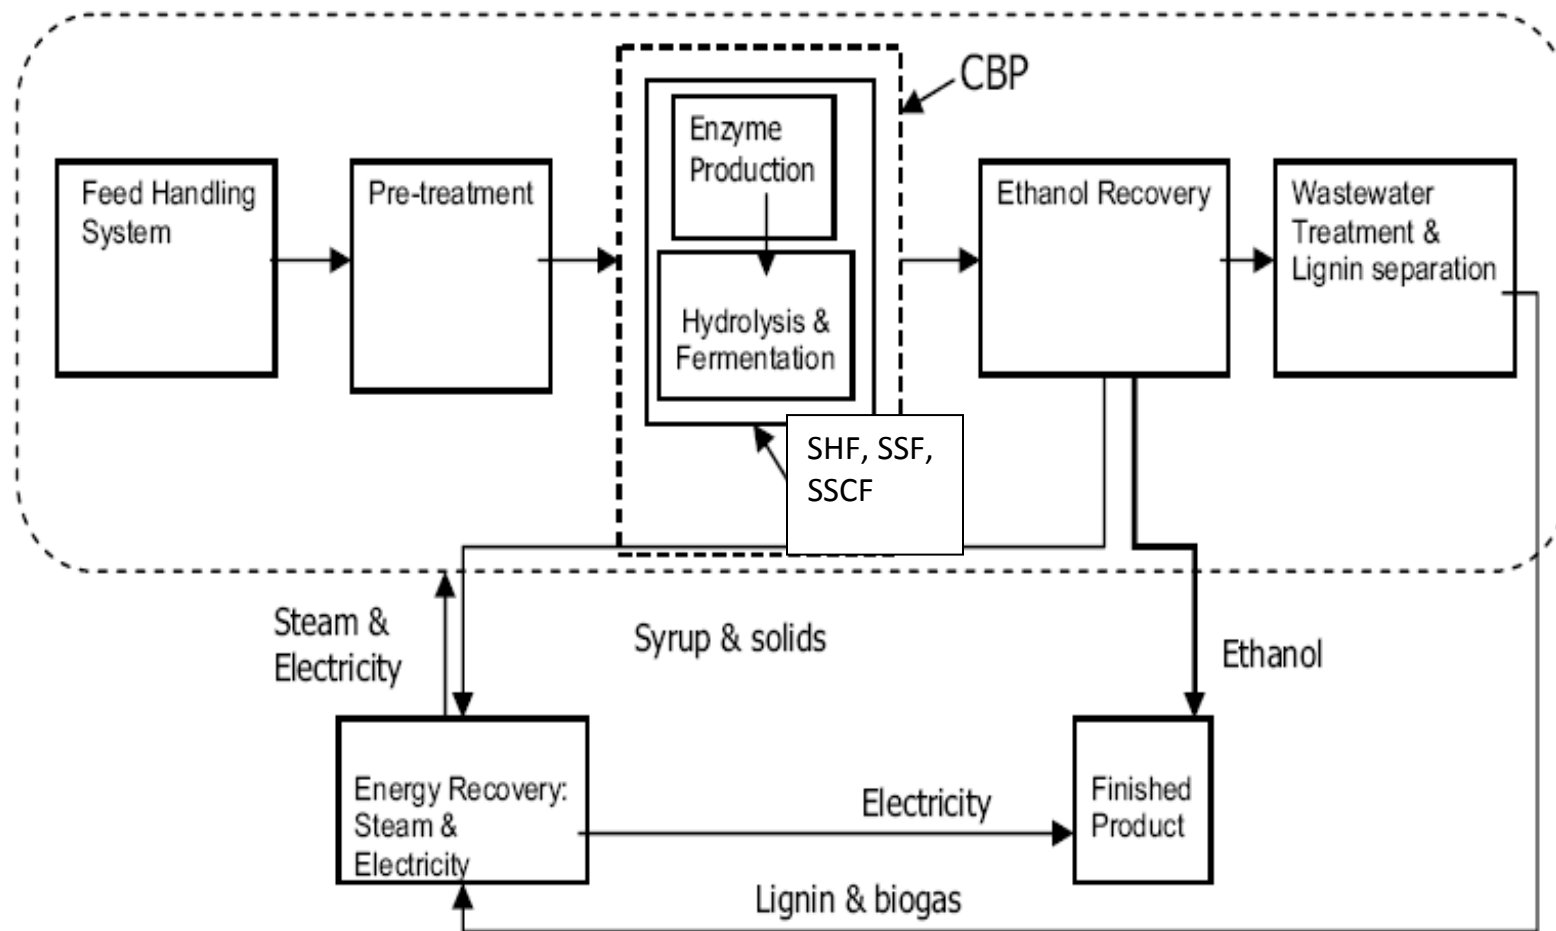 CBP
Enzyme
Production
Feed Handling
System
Pre-treatment
Hydrolysis &
Fermentation
Ethanol Recovery
Wastewater
Treatment &
Lignin separation
SHF, SSF,
SSCF
Steam &
Electricity
Syrup & solids
Ethanol
Energy Recovery:
Steam &
Electricity
Electricity
Finished
Product
Lignin & biogas